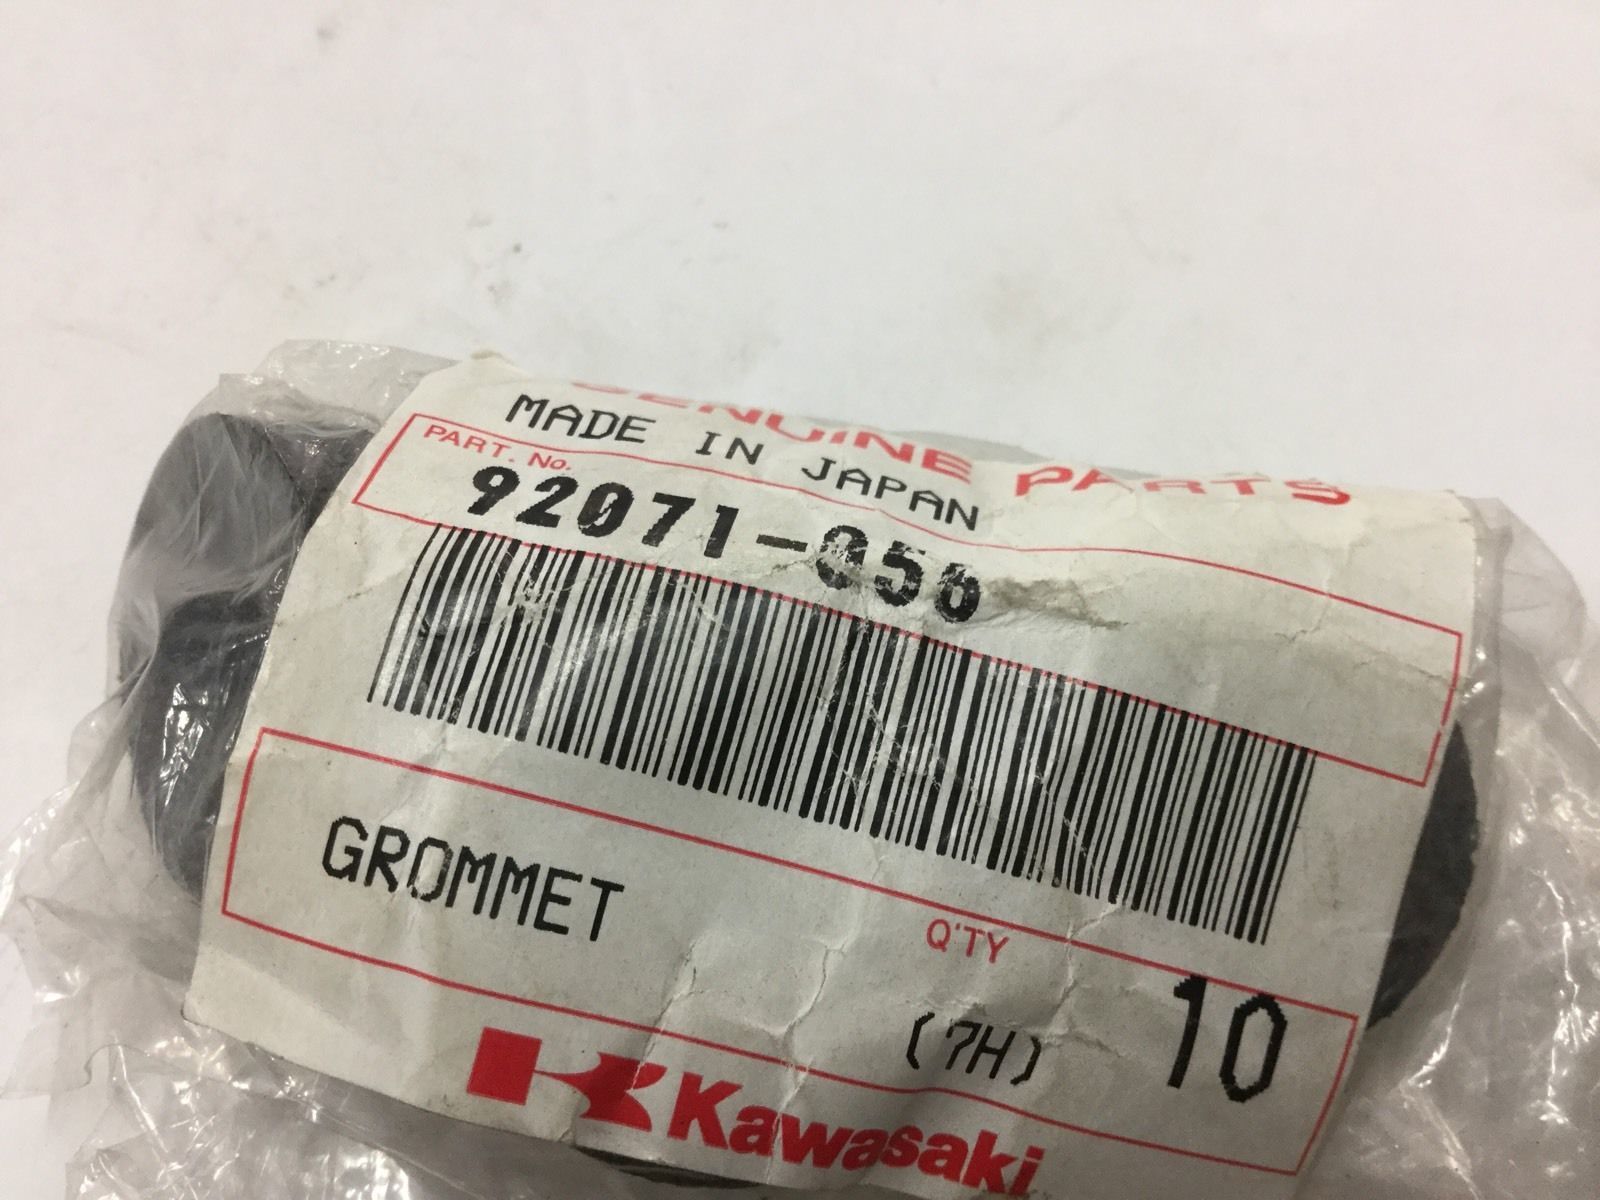 GENUINE PARTS
MADE IN JAPAN
PART. No.
92071-056
GROMMET
Q'TY
10
(7H)
Kawasaki